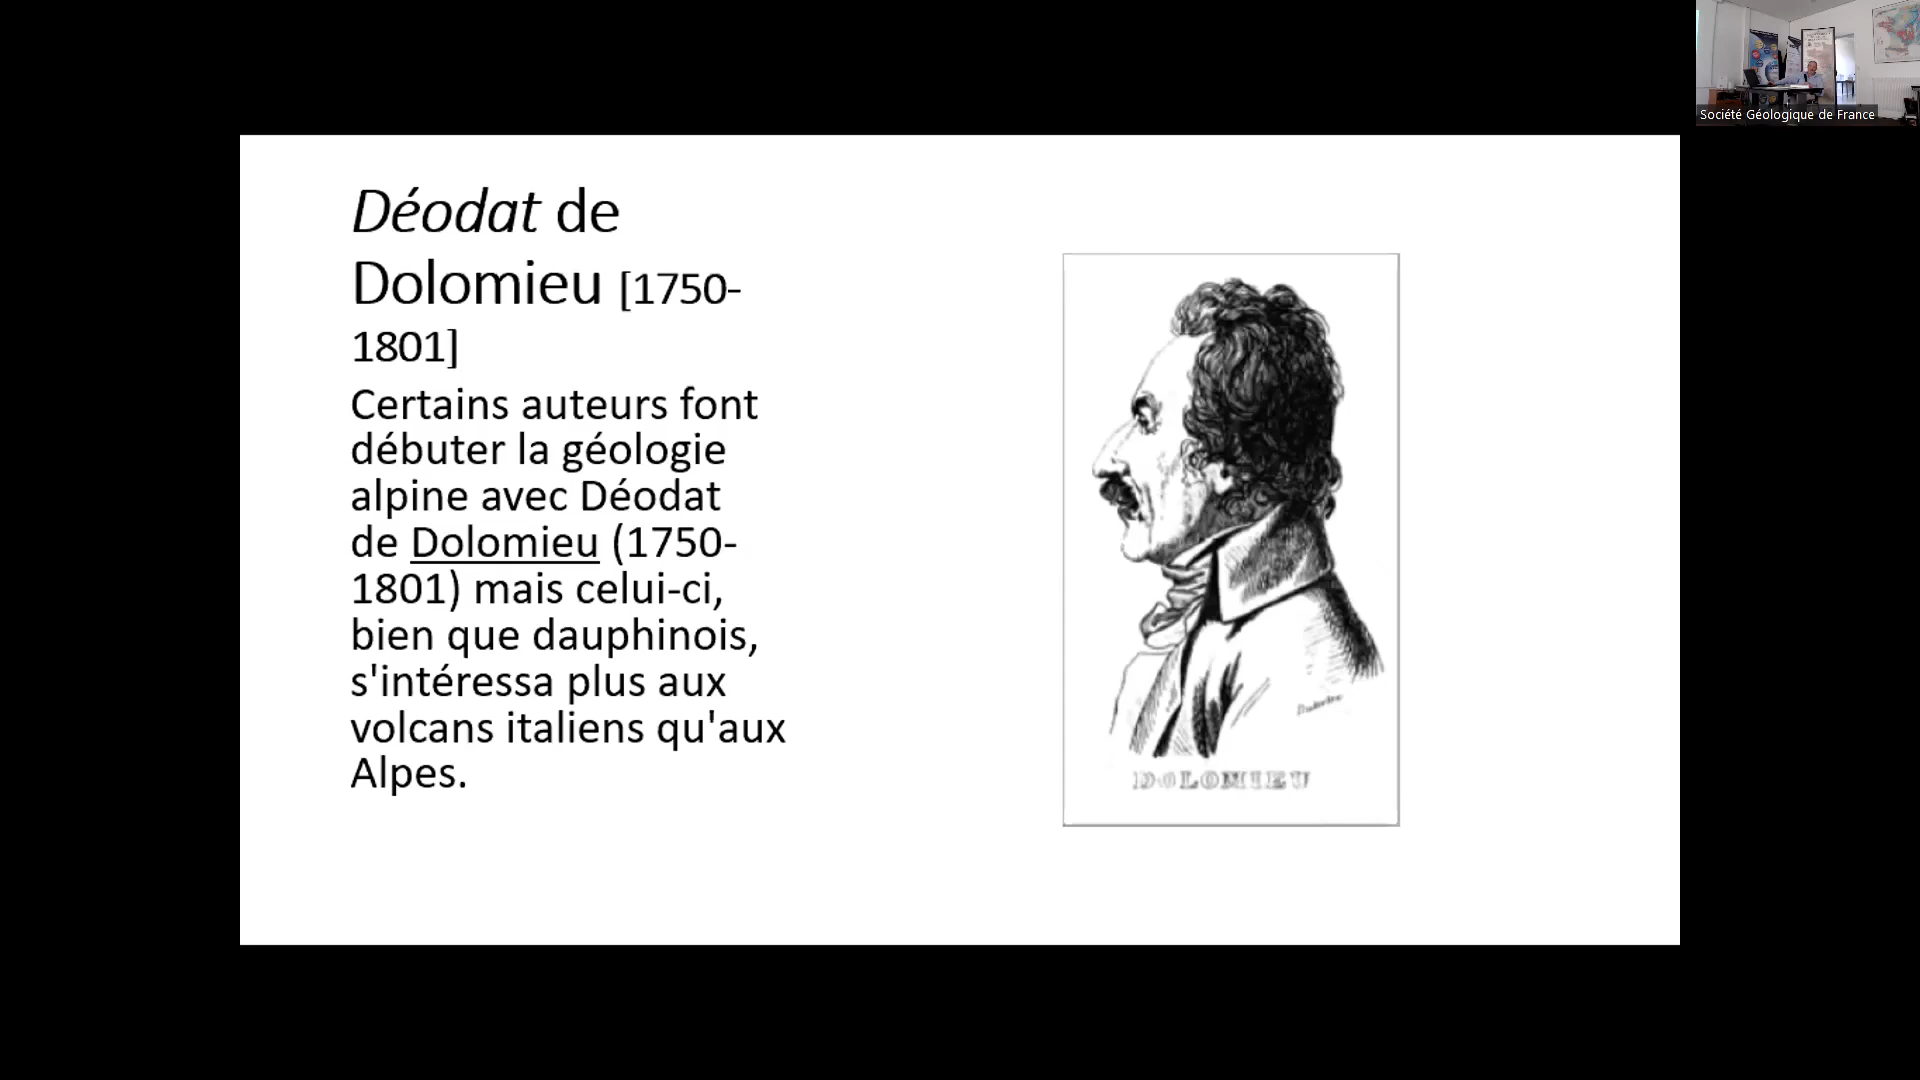 Société Géologique de France
Déodat de
Dolomieu [1750-
1801]
Certains auteurs font
débuter la géologie
alpine avec Déodat
de Dolomieu (1750-
1801) mais celui-ci,
bien que dauphinois,
s'intéressa plus aux
volcans italiens qu'aux
Alpes.
DOLOMIEU